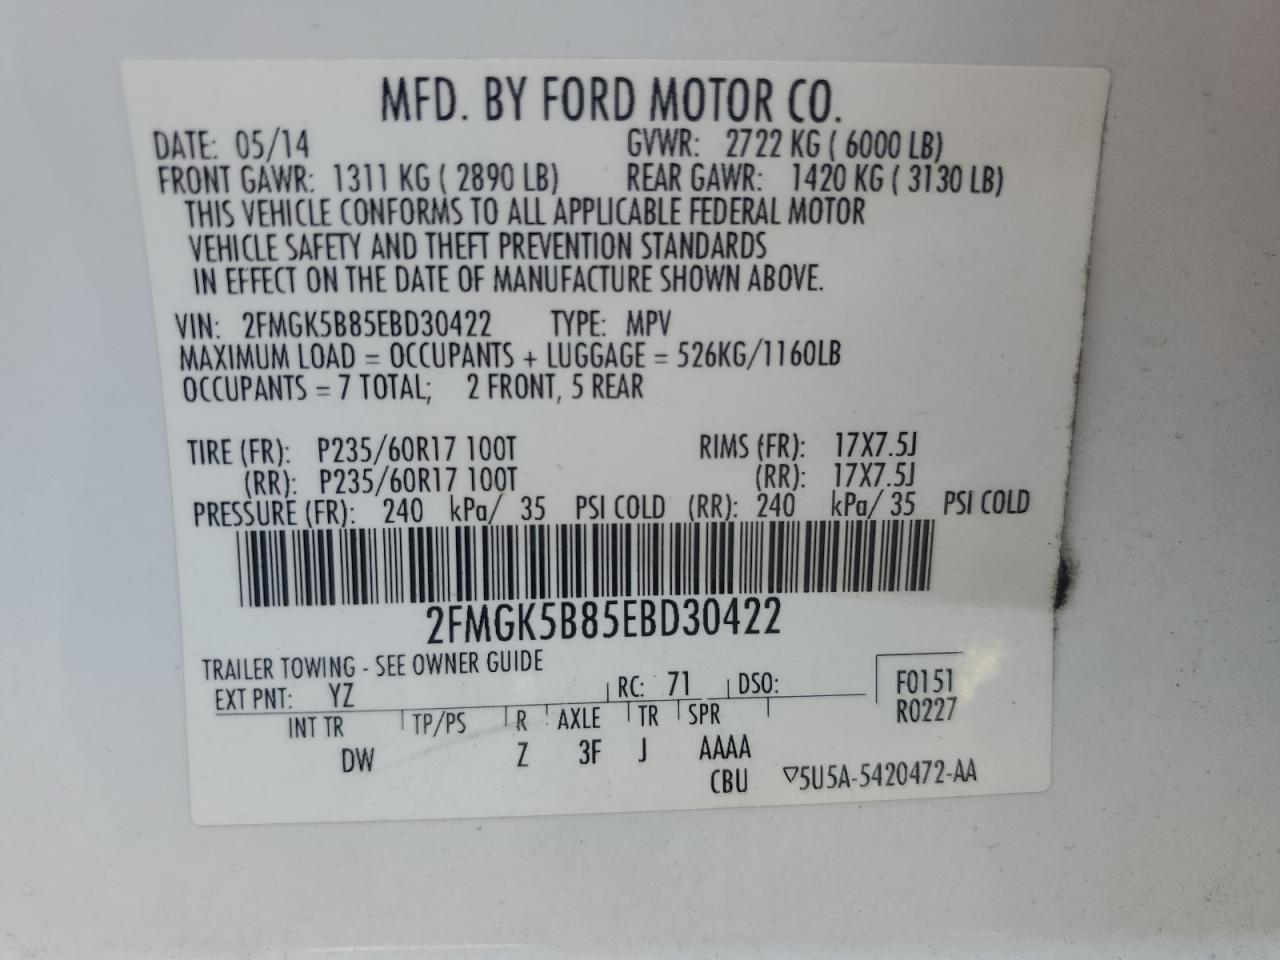 MFD. BY FORD MOTOR CO.
DATE: 05/14 GVWR: 2722 KG ( 6000 LB)
FRONT GAWR: 1311 KG ( 2890 LB) REAR GAWR: 1420 KG ( 3130 LB)
THIS VEHICLE CONFORMS TO ALL APPLICABLE FEDERAL MOTOR
VEHICLE SAFETY AND THEFT PREVENTION STANDARDS
IN EFFECT ON THE DATE OF MANUFACTURE SHOWN ABOVE.
VIN: 2FMGK5B85EBD30422 TYPE: MPV
MAXIMUM LOAD = OCCUPANTS + LUGGAGE = 526KG/1160LB
OCCUPANTS = 7 TOTAL; 2 FRONT, 5 REAR
TIRE (FR): P235/60R17 100T RIMS (FR): 17X7.5J
(RR): P235/60R17 100T (RR): 17X7.5J
PRESSURE (FR): 240 kPa/ 35 PSI COLD (RR): 240 kPa/ 35 PSI COLD
2FMGK5B85EBD30422
TRAILER TOWING - SEE OWNER GUIDE
EXT PNT: YZ RC: 71 DSO: F0151
INT TR TP/PS R AXLE TR SPR R0227
DW Z 3F J AAAA
CBU ▽5U5A-5420472-AA